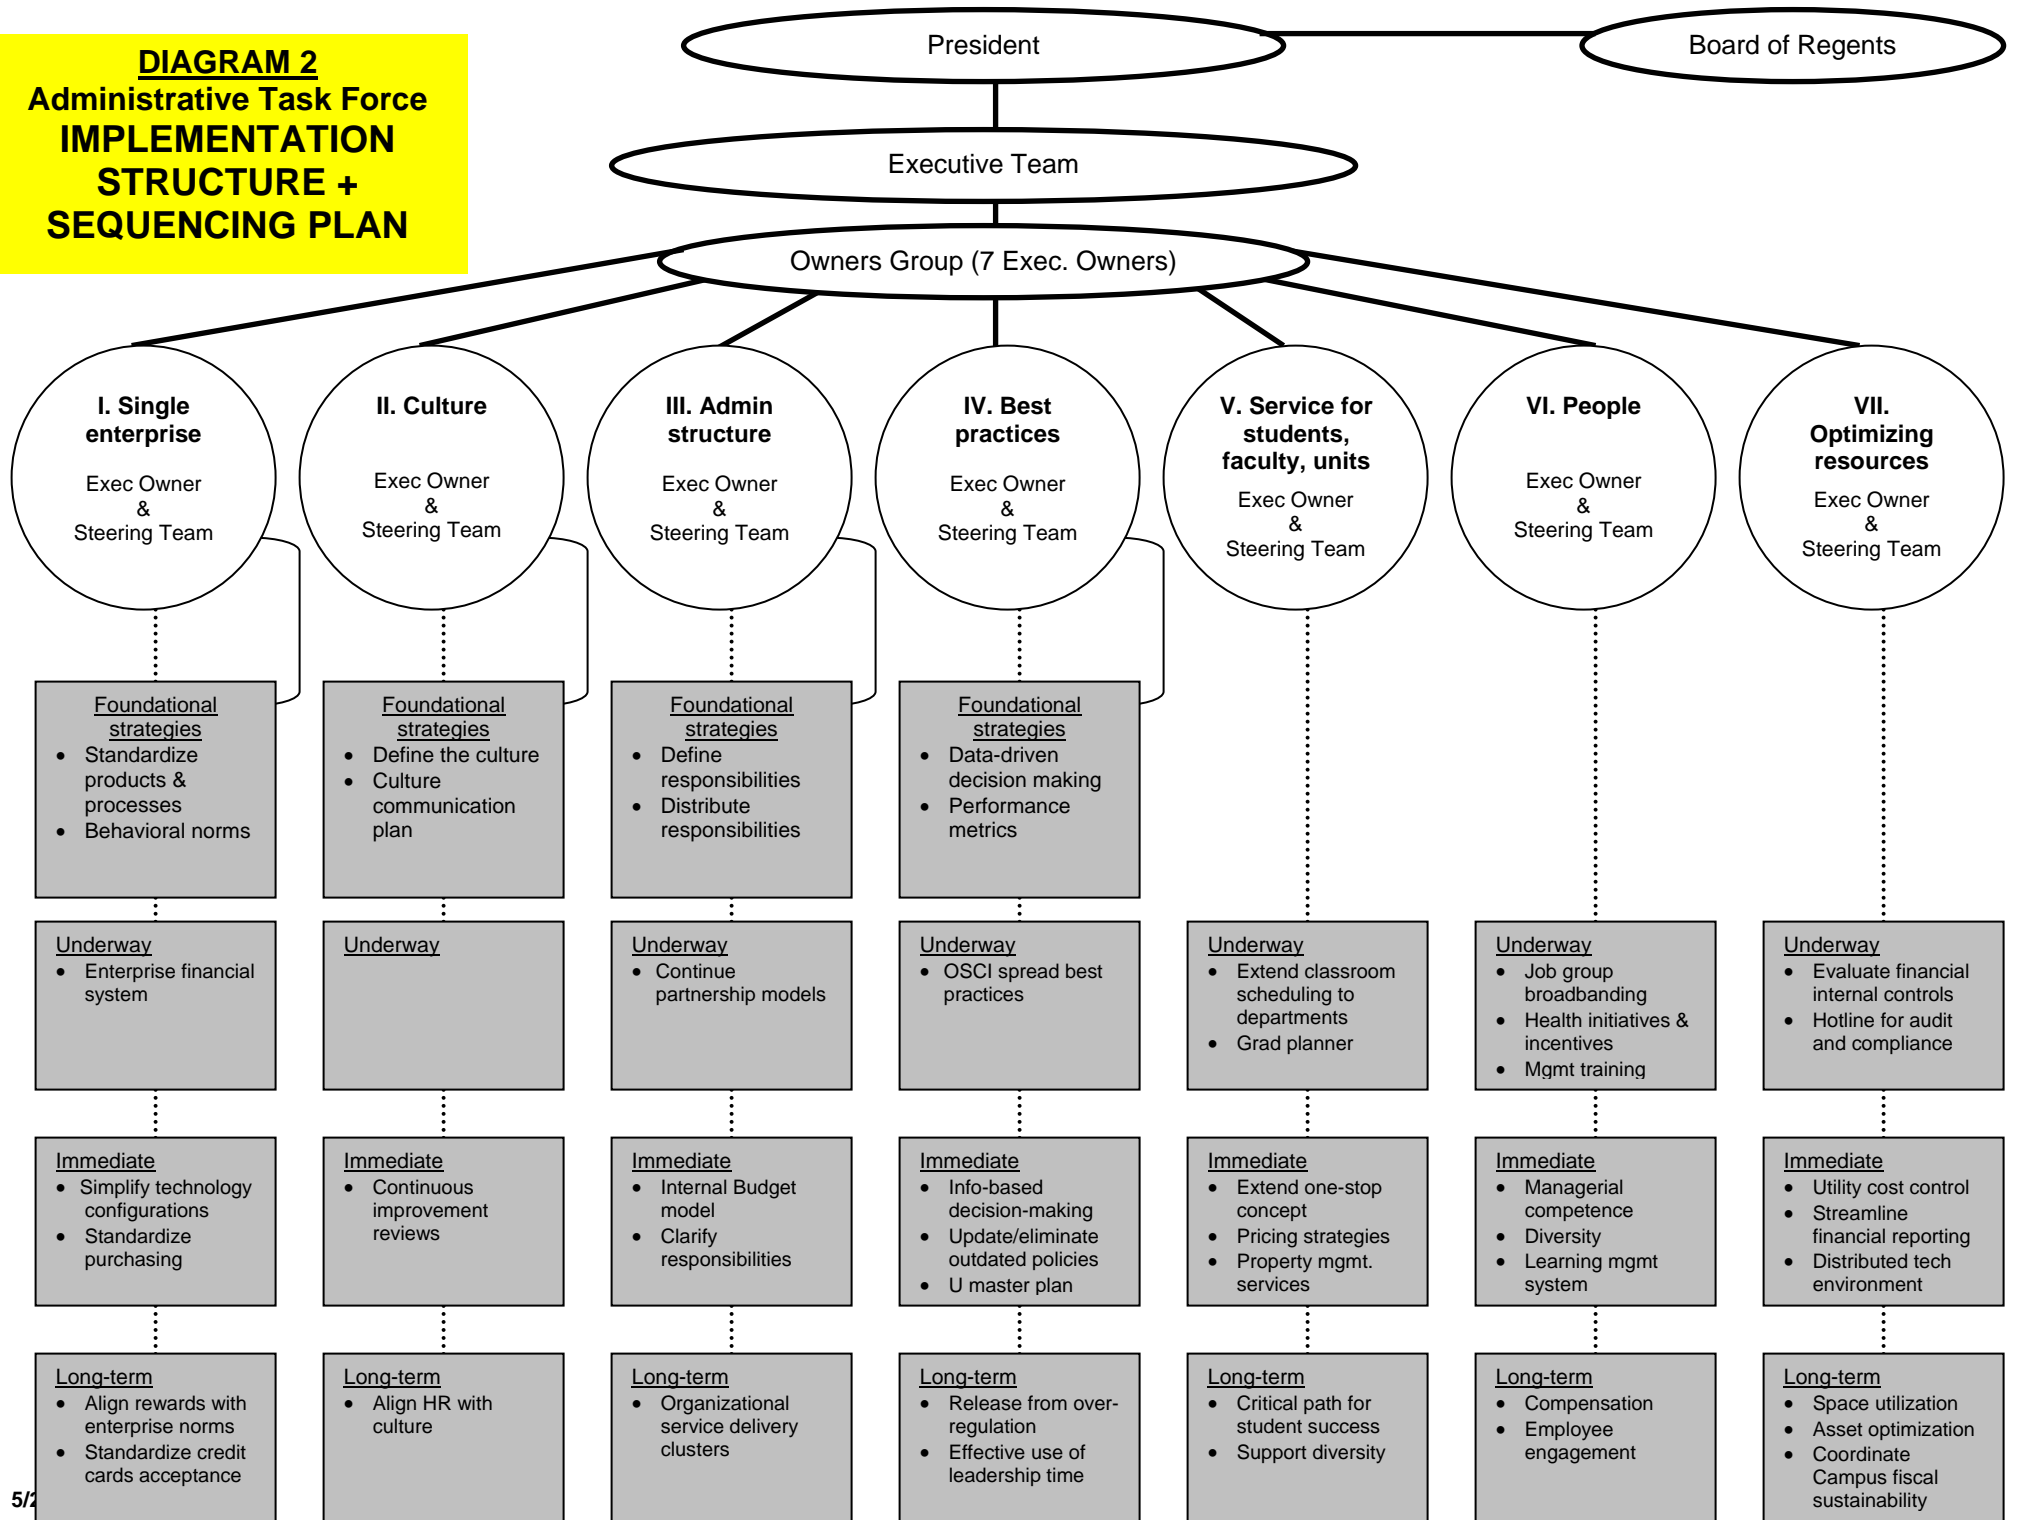 DIAGRAM 2
Administrative Task Force
IMPLEMENTATION
STRUCTURE +
SEQUENCING PLAN
President
Board of Regents
Executive Team
Owners Group (7 Exec. Owners)
I. Single
enterprise
Exec Owner
&
Steering Team
II. Culture
Exec Owner
&
Steering Team
III. Admin
structure
Exec Owner
&
Steering Team
IV. Best
practices
Exec Owner
&
Steering Team
V. Service for
students,
faculty, units
Exec Owner
&
Steering Team
VI. People
Exec Owner
&
Steering Team
VII.
Optimizing
resources
Exec Owner
&
Steering Team
Foundational
strategies
• Standardize
products &
processes
• Behavioral norms
Foundational
strategies
• Define the culture
• Culture
communication
plan
Foundational
strategies
• Define
responsibilities
• Distribute
responsibilities
Foundational
strategies
• Data-driven
decision making
• Performance
metrics
Underway
• Enterprise financial
system
Underway
Underway
• Continue
partnership models
Underway
• OSCI spread best
practices
Underway
• Extend classroom
scheduling to
departments
• Grad planner
Underway
• Job group
broadbanding
• Health initiatives &
incentives
• Mgmt training
Underway
• Evaluate financial
internal controls
• Hotline for audit
and compliance
Immediate
• Simplify technology
configurations
• Standardize
purchasing
Immediate
• Continuous
improvement
reviews
Immediate
• Internal Budget
model
• Clarify
responsibilities
Immediate
• Info-based
decision-making
• Update/eliminate
outdated policies
• U master plan
Immediate
• Extend one-stop
concept
• Pricing strategies
• Property mgmt.
services
Immediate
• Managerial
competence
• Diversity
• Learning mgmt
system
Immediate
• Utility cost control
• Streamline
financial reporting
• Distributed tech
environment
Long-term
• Align rewards with
enterprise norms
• Standardize credit
cards acceptance
Long-term
• Align HR with
culture
Long-term
• Organizational
service delivery
clusters
Long-term
• Release from over-
regulation
• Effective use of
leadership time
Long-term
• Critical path for
student success
• Support diversity
Long-term
• Compensation
• Employee
engagement
Long-term
• Space utilization
• Asset optimization
• Coordinate
Campus fiscal
sustainability